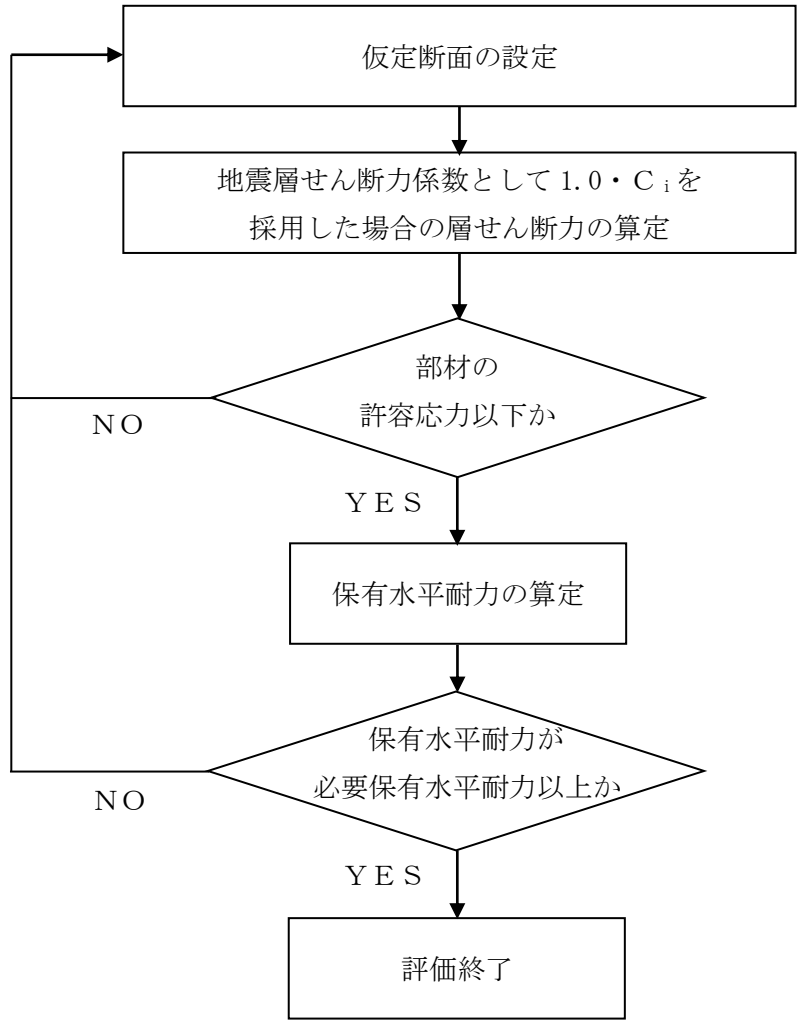 仮定断面の設定
地震層せん断力係数として 1.0・Ｃｉを
採用した場合の層せん断力の算定
部材の
許容応力以下か
ＮＯ
ＹＥＳ
保有水平耐力の算定
保有水平耐力が
必要保有水平耐力以上か
ＮＯ
ＹＥＳ
評価終了